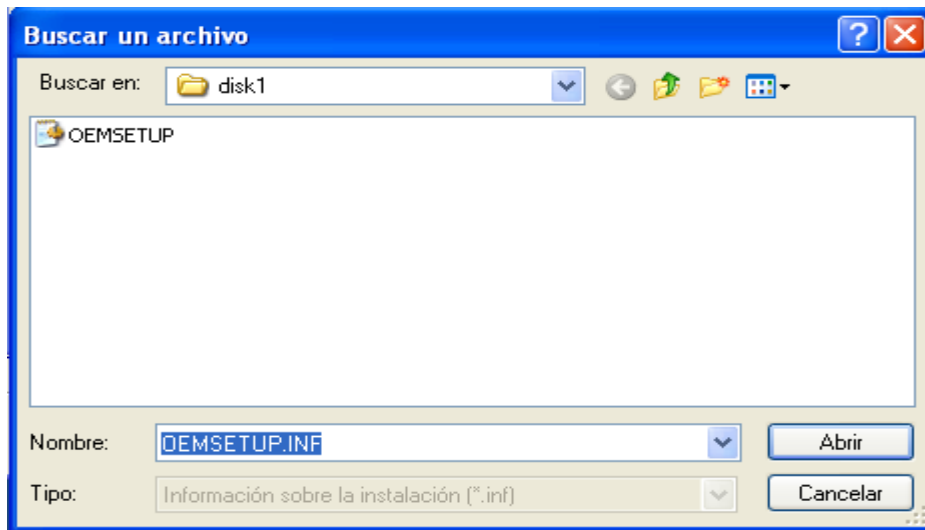 Buscar un archivo
Buscar en: disk1
OEMSETUP
Nombre: OEMSETUP.INF Abrir
Tipo: Información sobre la instalación (*.inf) Cancelar